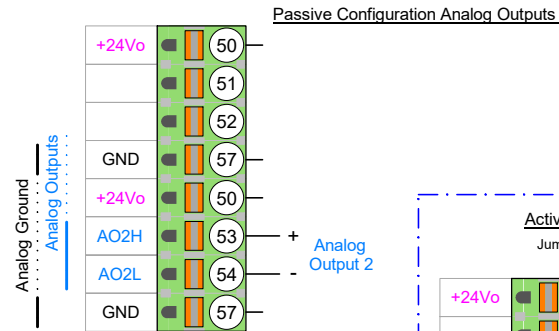 Passive Configuration Analog Outputs
+24Vo 50
51
52
GND 57
+24Vo 50
AO2H 53 +
AO2L 54 -
GND 57
Analog
Output 2
Analog Ground
Analog Outputs
Activ
Jum
+24Vo